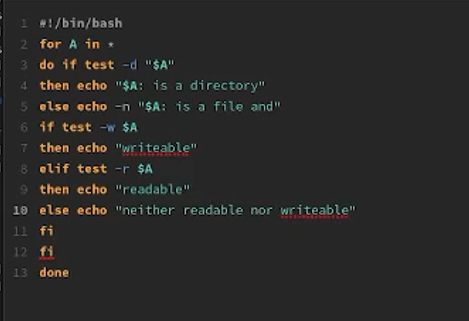 1 #!/bin/bash
2 for A in *
3 do if test -d "$A"
4 then echo "$A: is a directory"
5 else echo -n "$A: is a file and"
6 if test -w $A
7 then echo "writeable"
8 elif test -r $A
9 then echo "readable"
10 else echo "neither readable nor writeable"
11 fi
12 fi
13 done